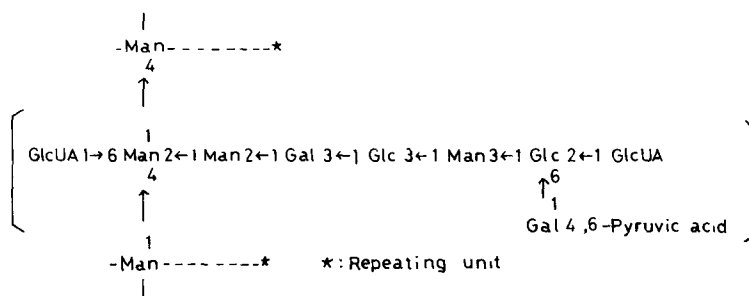 1
-Man-----------*
4
↑
1
GlcUA 1→6 Man 2←1 Man 2←1 Gal 3←1 Glc 3←1 Man 3←1 Glc 2←1 GlcUA
4 6
↑ ↑
1
Gal 4,6-Pyruvic acid
1
-Man-----------* *: Repeating unit